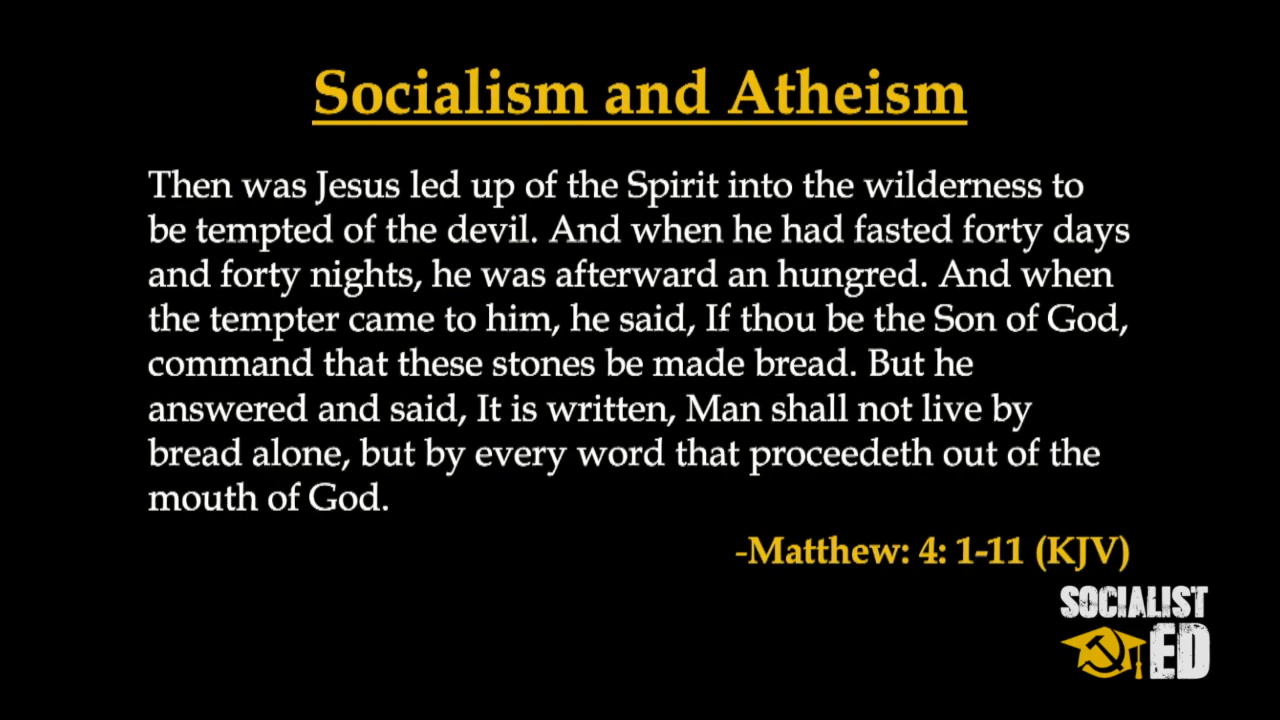 Socialism and Atheism
Then was Jesus led up of the Spirit into the wilderness to
be tempted of the devil. And when he had fasted forty days
and forty nights, he was afterward an hungred. And when
the tempter came to him, he said, If thou be the Son of God,
command that these stones be made bread. But he
answered and said, It is written, Man shall not live by
bread alone, but by every word that proceedeth out of the
mouth of God.
-Matthew: 4: 1-11 (KJV)
SOCIALIST
ED